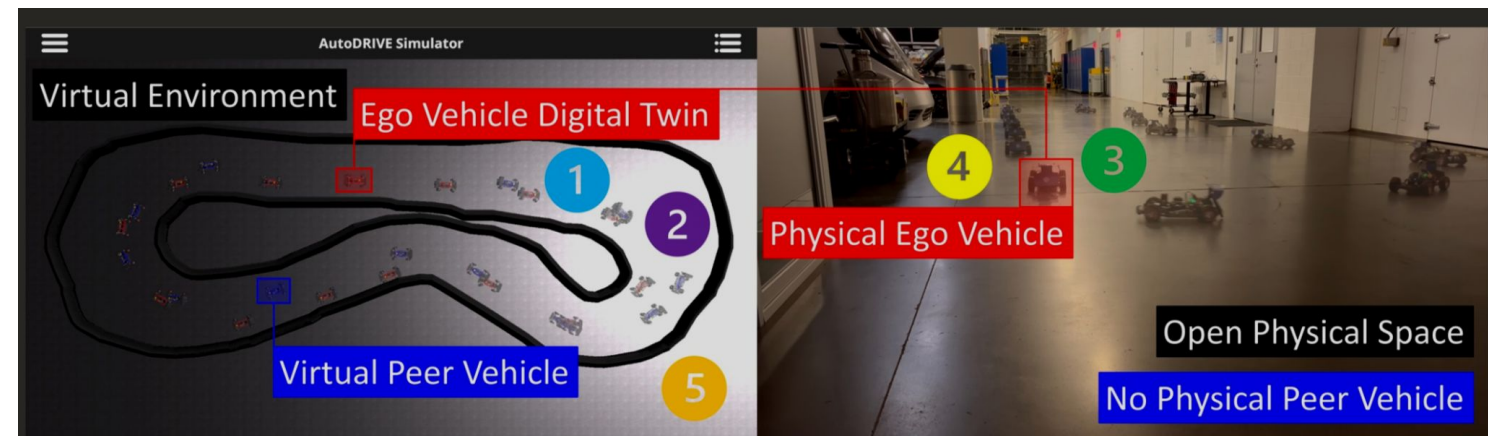 AutoDRIVE Simulator
Virtual Environment
Ego Vehicle Digital Twin
1
2
Virtual Peer Vehicle
5
4
3
Physical Ego Vehicle
Open Physical Space
No Physical Peer Vehicle